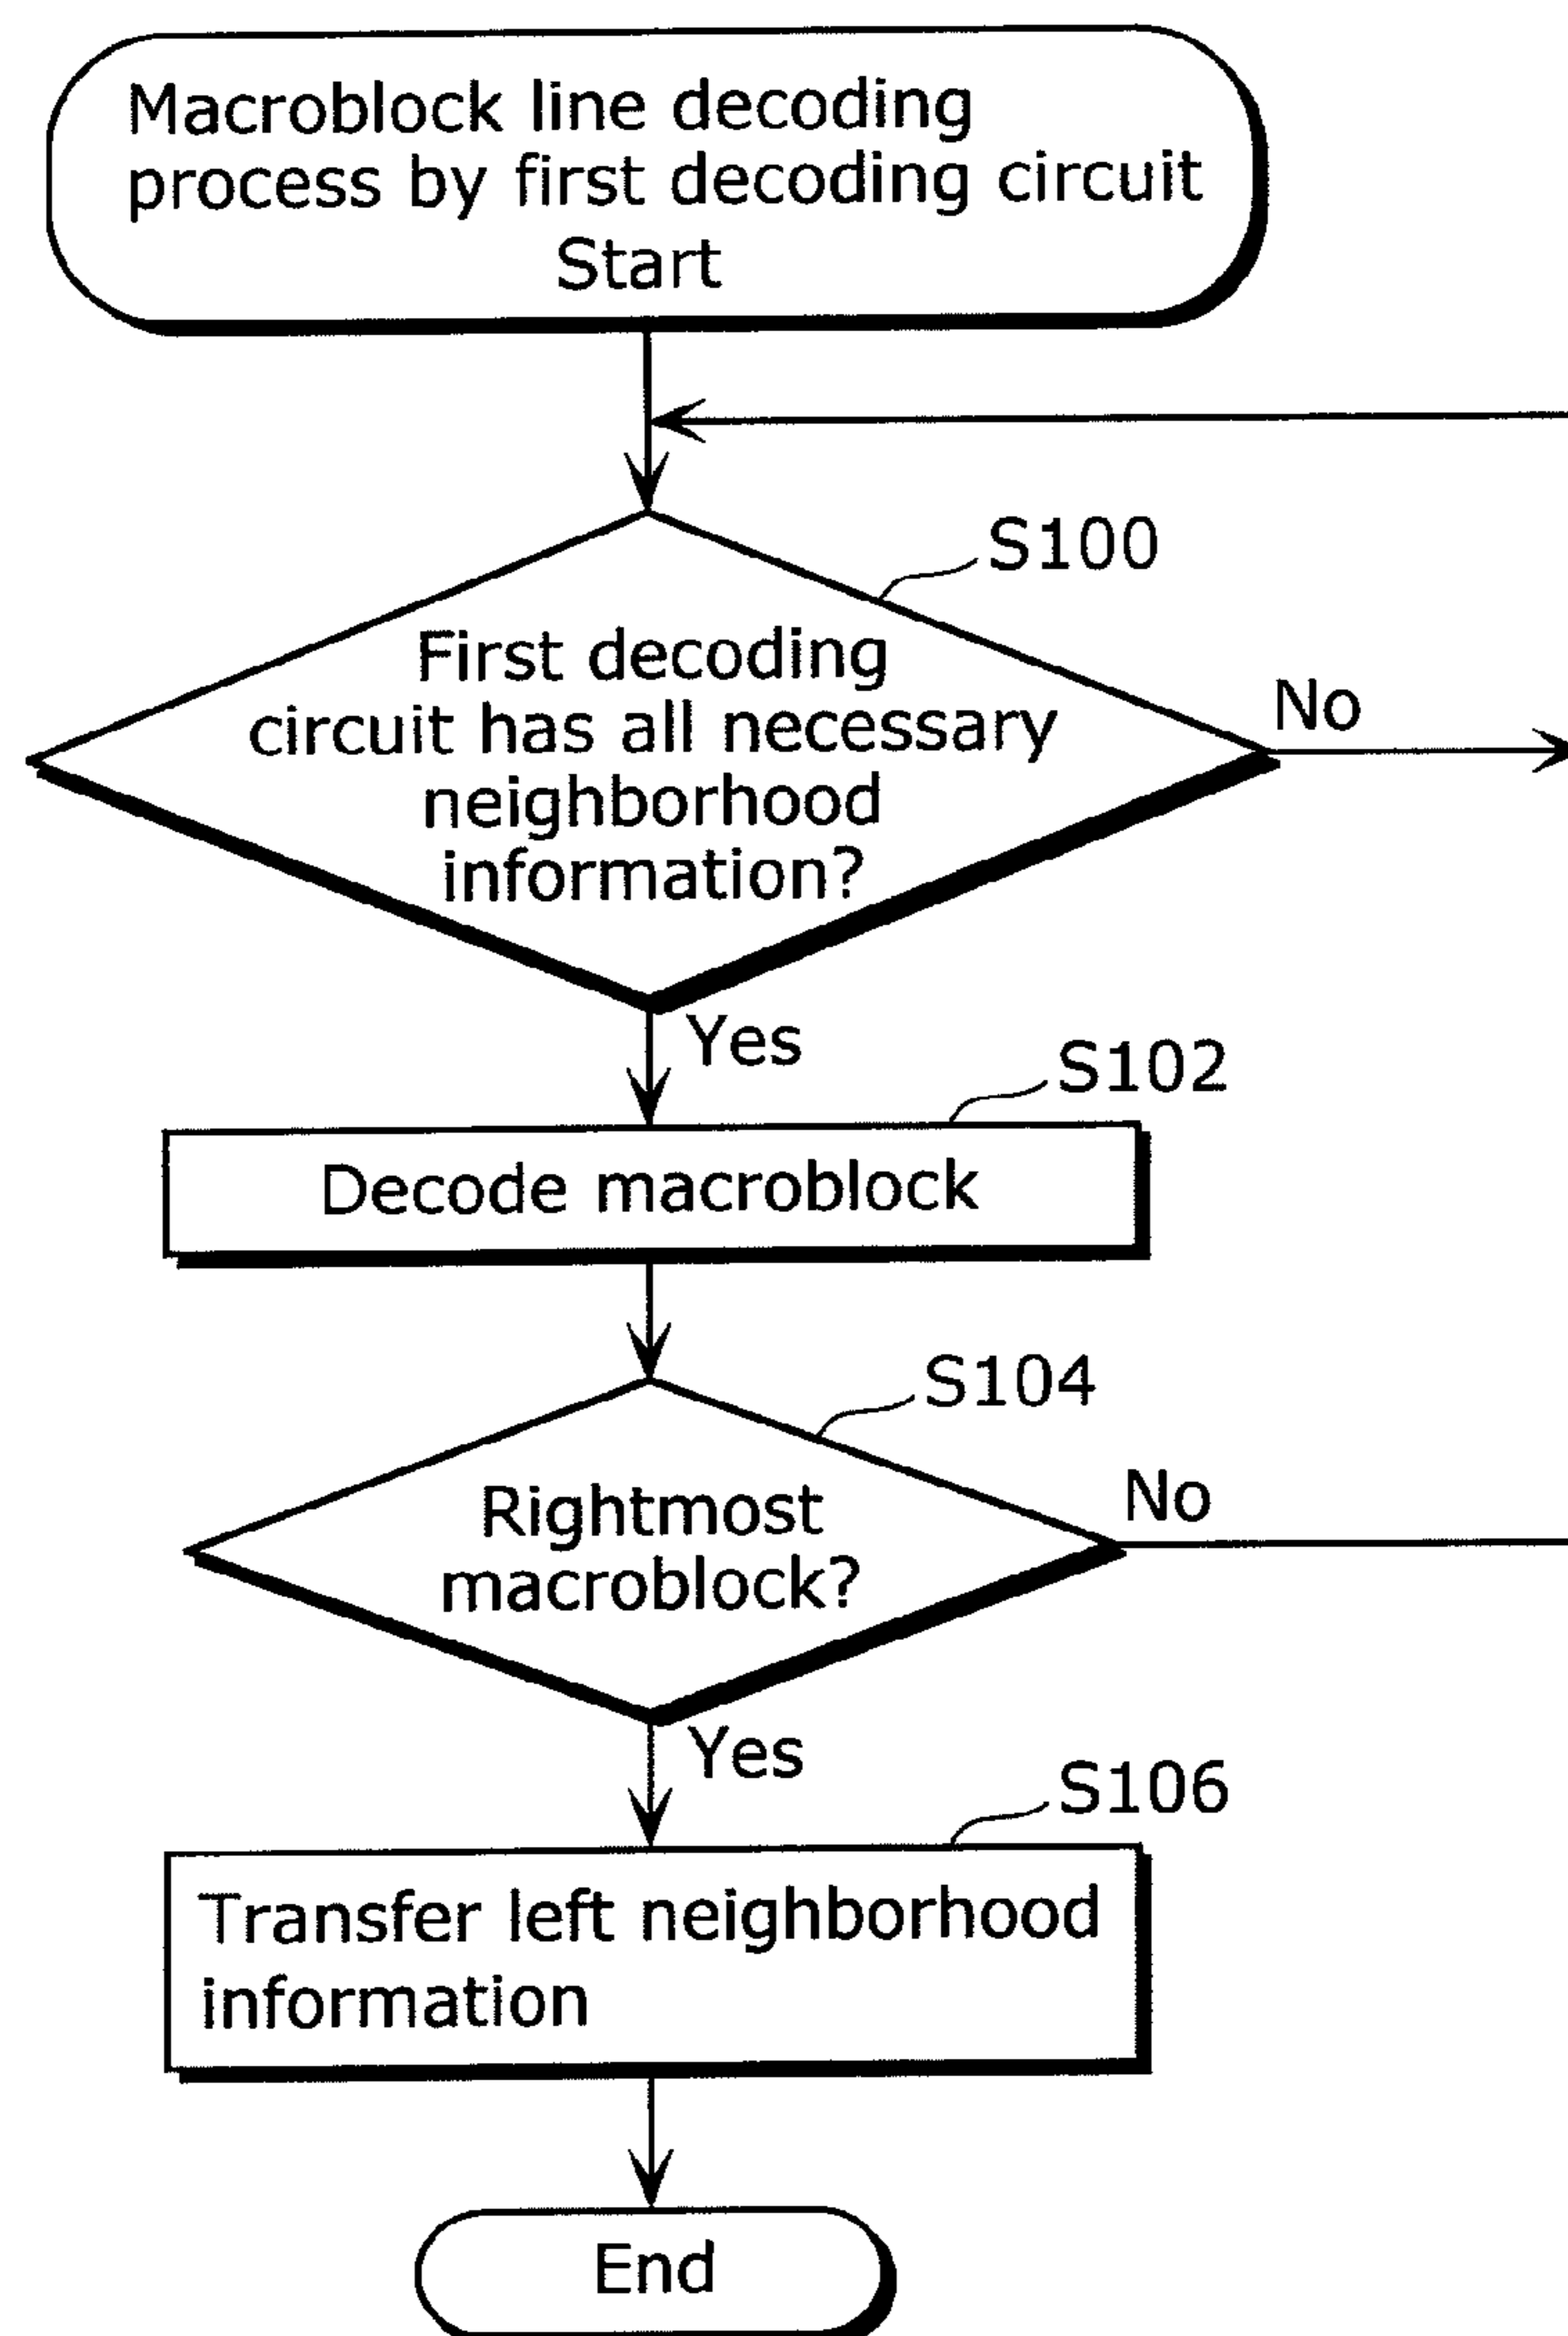 Macroblock line decoding
process by first decoding circuit
Start
S100
First decoding
circuit has all necessary
neighborhood
information?
No
Yes
S102
Decode macroblock
S104
Rightmost
macroblock?
No
Yes
S106
Transfer left neighborhood
information
End